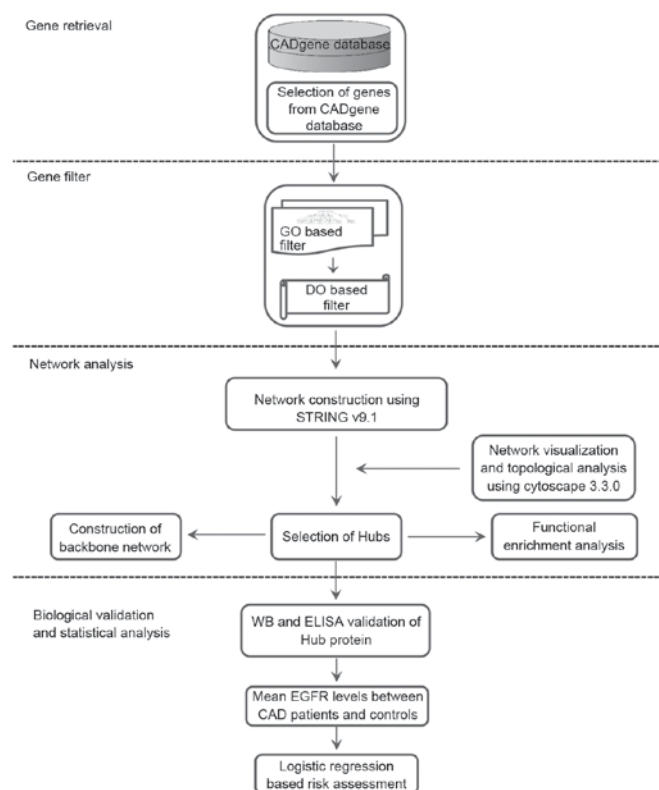 Gene retrieval
CADgene database
Selection of genes
from CADgene
database
Gene filter
GO based
filter
DO based
filter
Network analysis
Network construction using
STRING v9.1
Network visualization
and topological analysis
using cytoscape 3.3.0
Construction of
backbone network
Selection of Hubs
Functional
enrichment analysis
Biological validation
and statistical analysis
WB and ELISA validation of
Hub protein
Mean EGFR levels between
CAD patients and controls
Logistic regression
based risk assessment